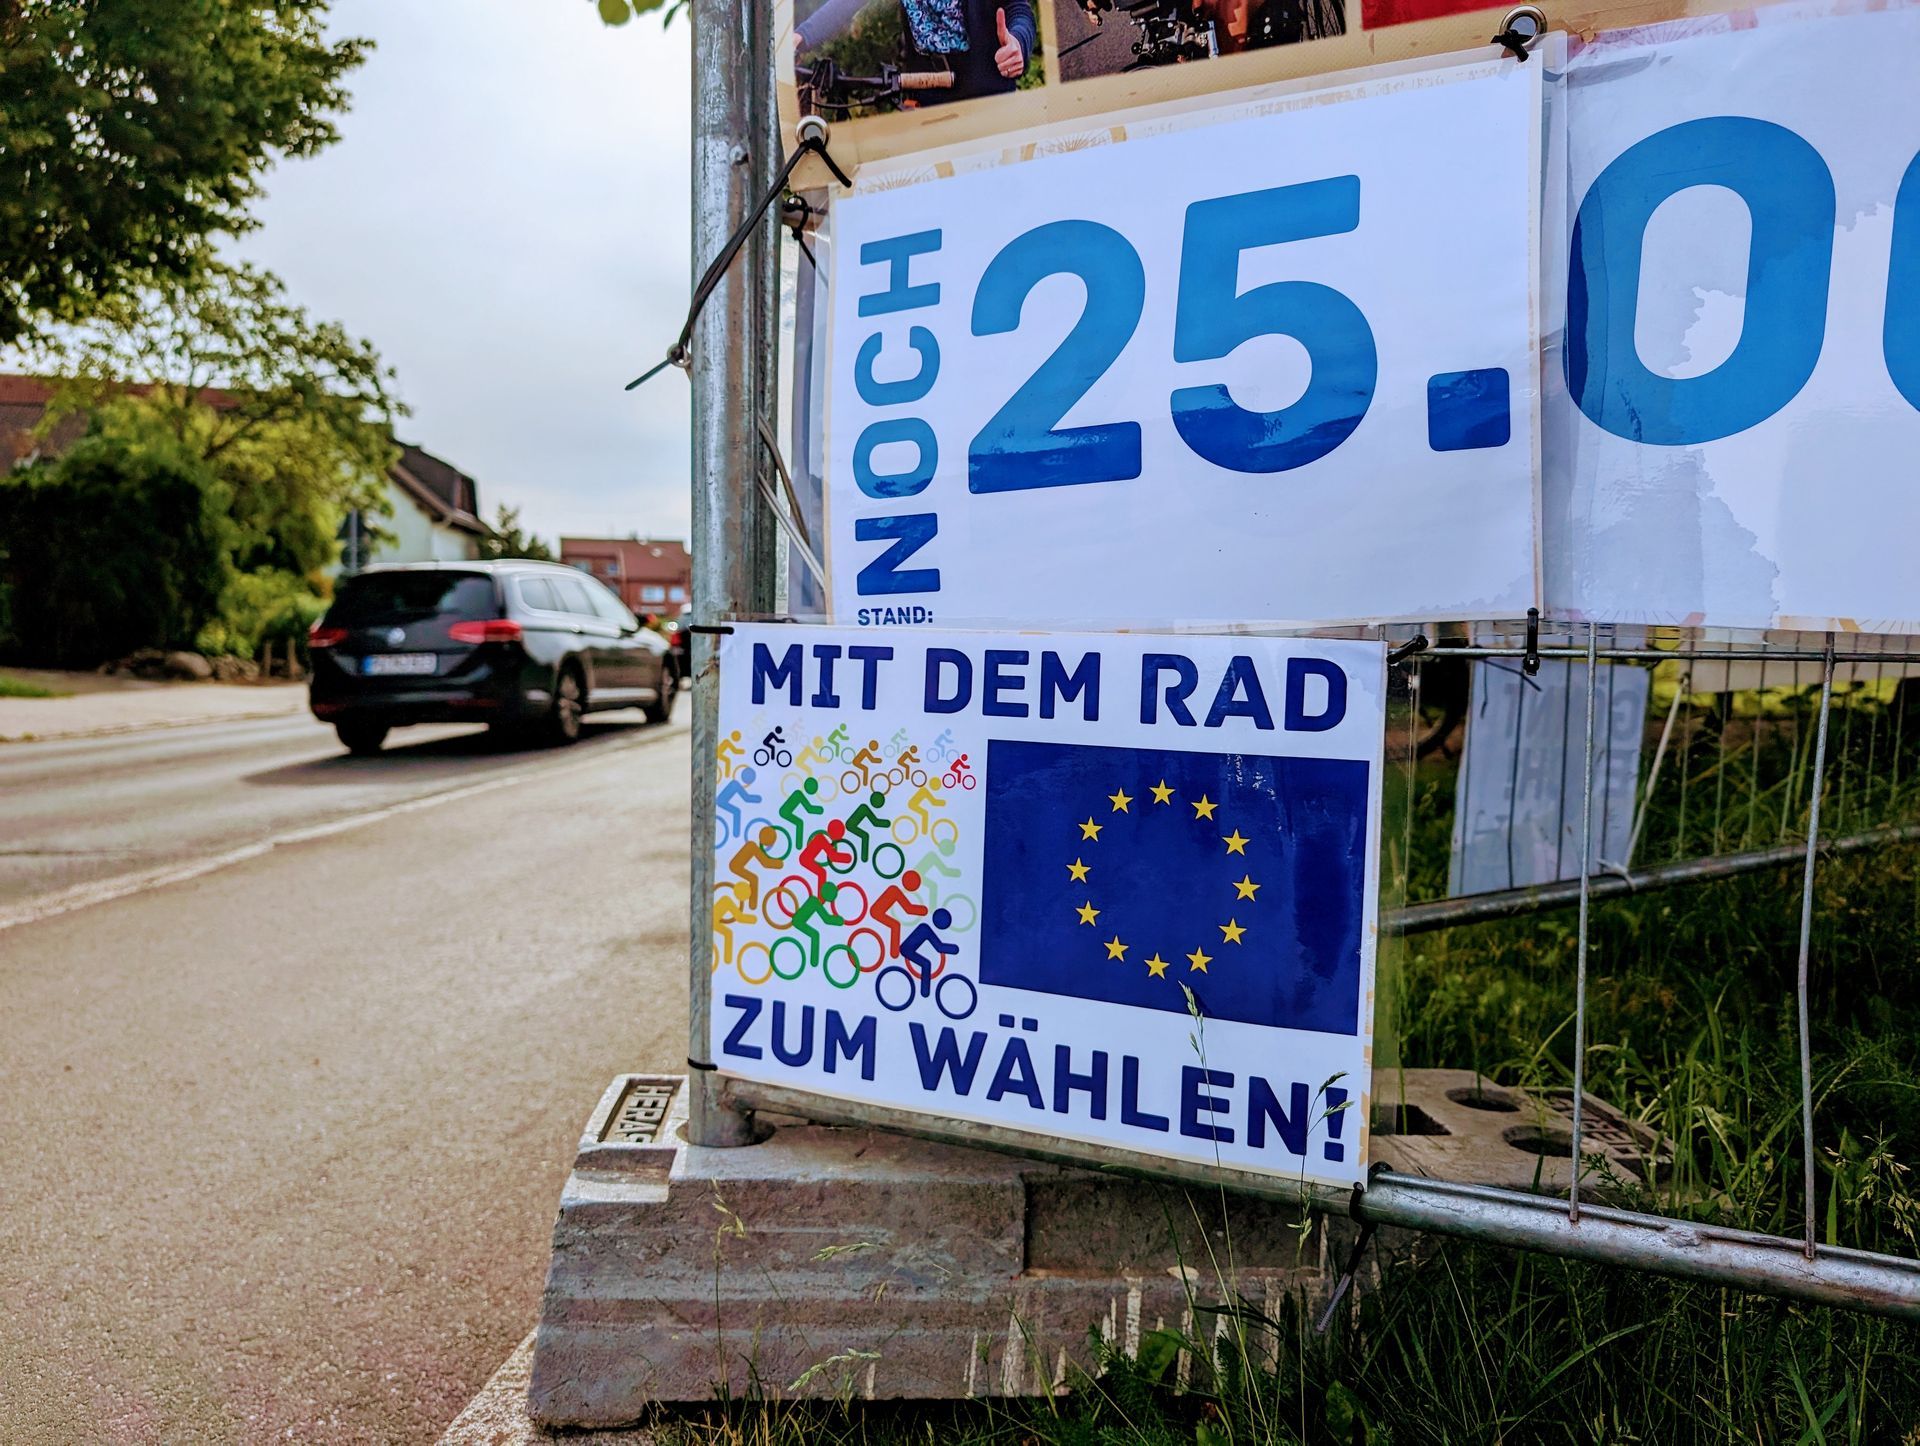 NOCH
25.0
STAND:
MIT DEM RAD
ZUM WÄHLEN!